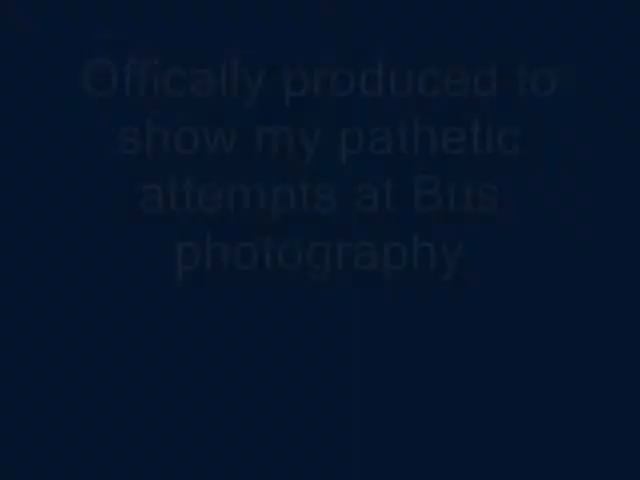 Offically produced to
show my pathetic
attempts at Bus
photography